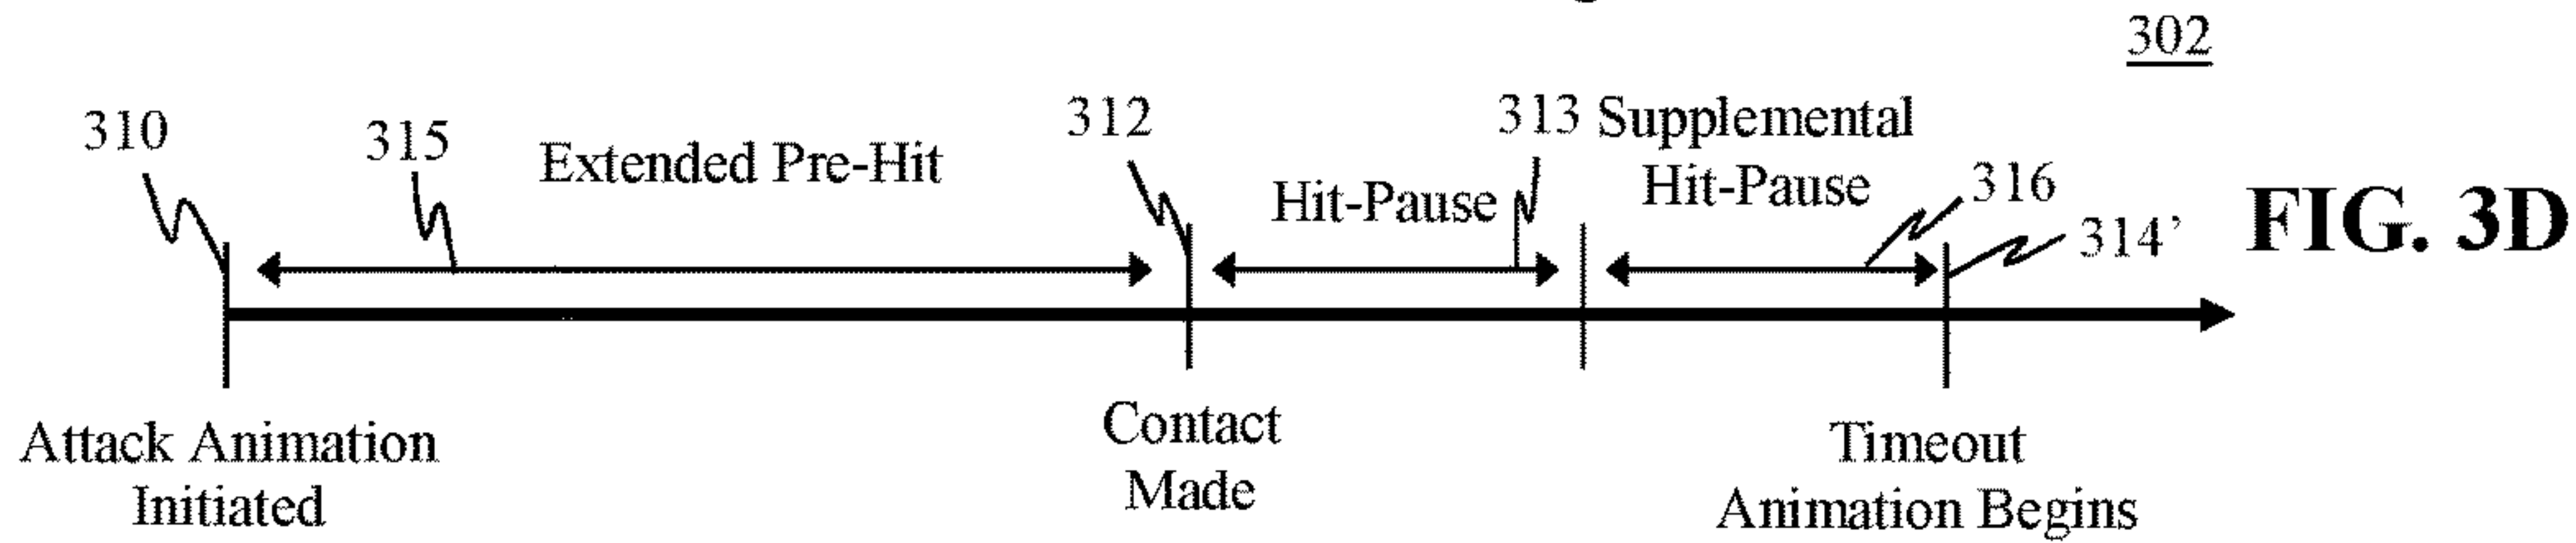 302
310
315
Extended Pre-Hit
312
Hit-Pause
313
Supplemental
Hit-Pause
316
314’
FIG. 3D
Attack Animation
Initiated
Contact
Made
Timeout
Animation Begins